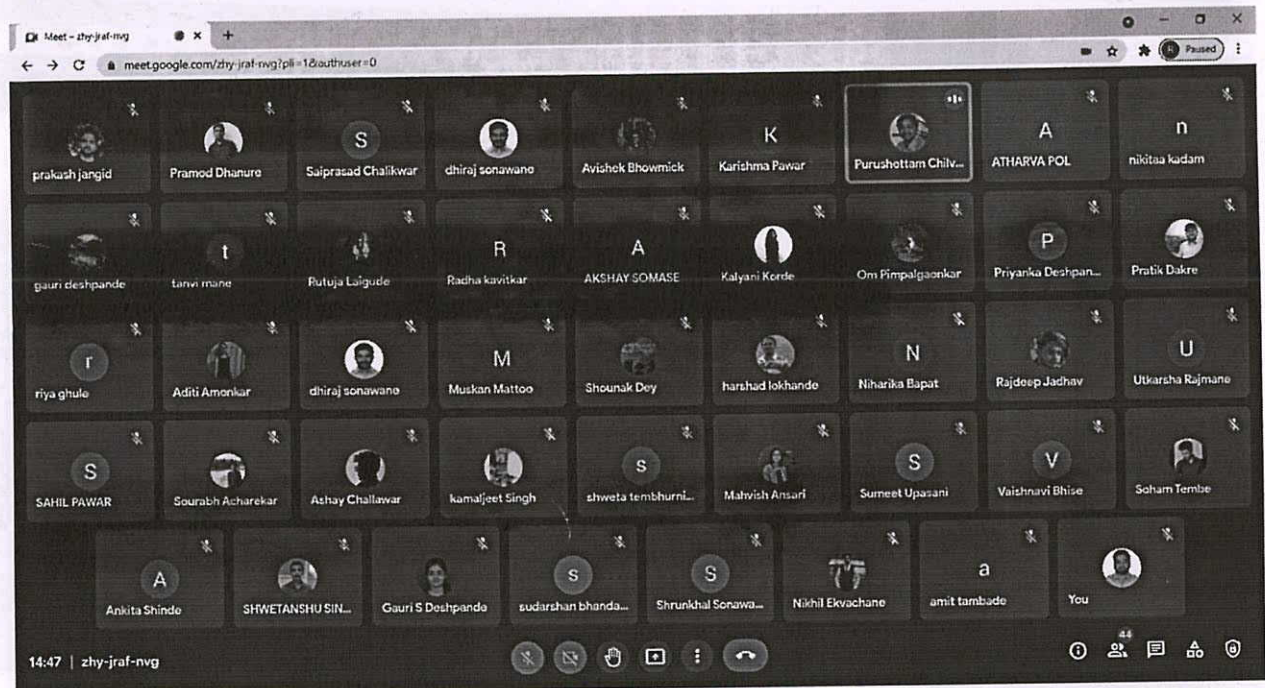 Meet – zhy-jraf-nvg
meet.google.com/zhy-jraf-nvg?pli=1&authuser=0
Paused
prakash jangid
Pramod Dhanure
S
Saiprasad Chalikwar
dhiraj sonawane
Avishek Bhowmick
K
Karishma Pawar
Purushottam Chilv...
A
ATHARVA POL
n
nikitaa kadam
gauri deshpande
t
tanvi mane
Rutuja Laigude
R
Radha kavitkar
A
AKSHAY SOMASE
Kalyani Korde
Om Pimpalgaonkar
P
Priyanka Deshpan...
Pratik Dakre
r
riya ghule
Aditi Amonkar
dhiraj sonawane
M
Muskan Mattoo
Shounak Dey
harshad lokhande
N
Niharika Bapat
Rajdeep Jadhav
U
Utkarsha Rajmane
S
SAHIL PAWAR
Sourabh Acharekar
Ashay Challawar
kamaljeet Singh
s
shweta tembhurni...
Mahvish Ansari
S
Sumeet Upasani
V
Vaishnavi Bhise
Soham Tembe
A
Ankita Shinde
SHWETANSHU SIN...
Gauri S Deshpande
s
sudarshan bhanda...
S
Shrunkhal Sonawa...
Nikhil Ekvachane
a
amit tambade
You
14:47 | zhy-jraf-nvg
44